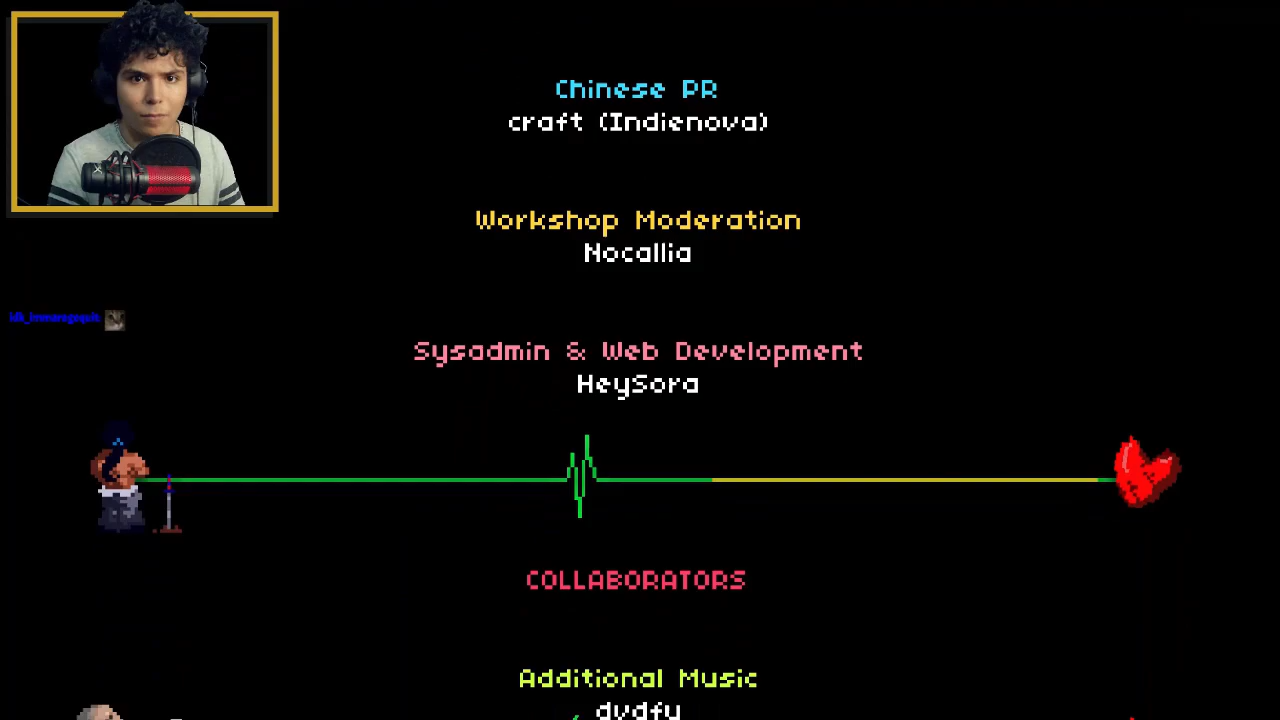 Chinese PR
craft (Indienova)
Workshop Moderation
Nocallia
Sysadmin & Web Development
HeySora
COLLABORATORS
Additional Music
dvdfu